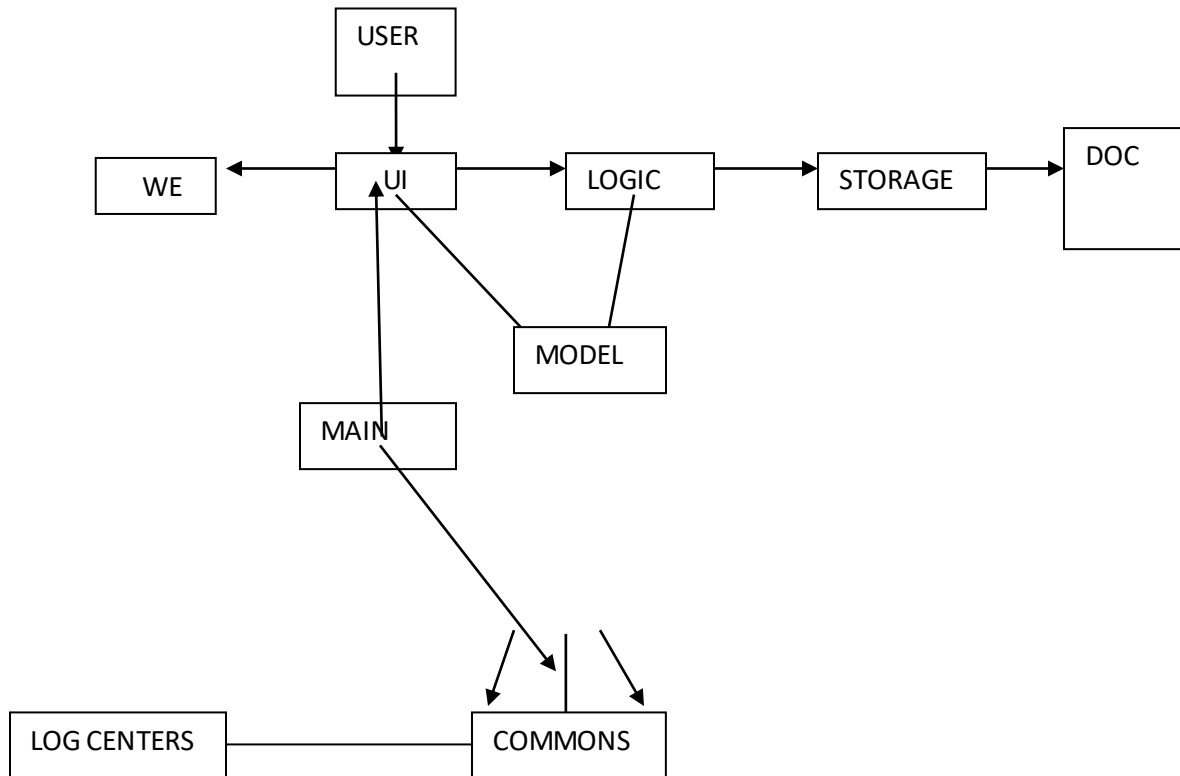 USER
WE
UI
LOGIC
STORAGE
DOC
MODEL
MAIN
LOG CENTERS
COMMONS